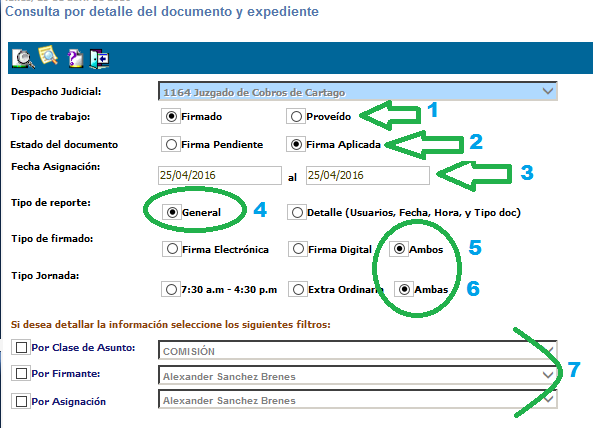 Consulta por detalle del documento y expediente
Despacho Judicial: 1164 Juzgado de Cobros de Cartago
Tipo de trabajo: Firmado Proveído 1
Estado del documento Firma Pendiente Firma Aplicada 2
Fecha Asignación: 25/04/2016 al 25/04/2016 3
Tipo de reporte: General 4 Detalle (Usuarios, Fecha, Hora, y Tipo doc)
Tipo de firmado: Firma Electrónica Firma Digital Ambos 5
Tipo Jornada: 7:30 a.m - 4:30 p.m Extra Ordinaria Ambas 6
Si desea detallar la información seleccione los siguientes filtros:
Por Clase de Asunto: COMISIÓN
Por Firmante: Alexander Sanchez Brenes 7
Por Asignación Alexander Sanchez Brenes